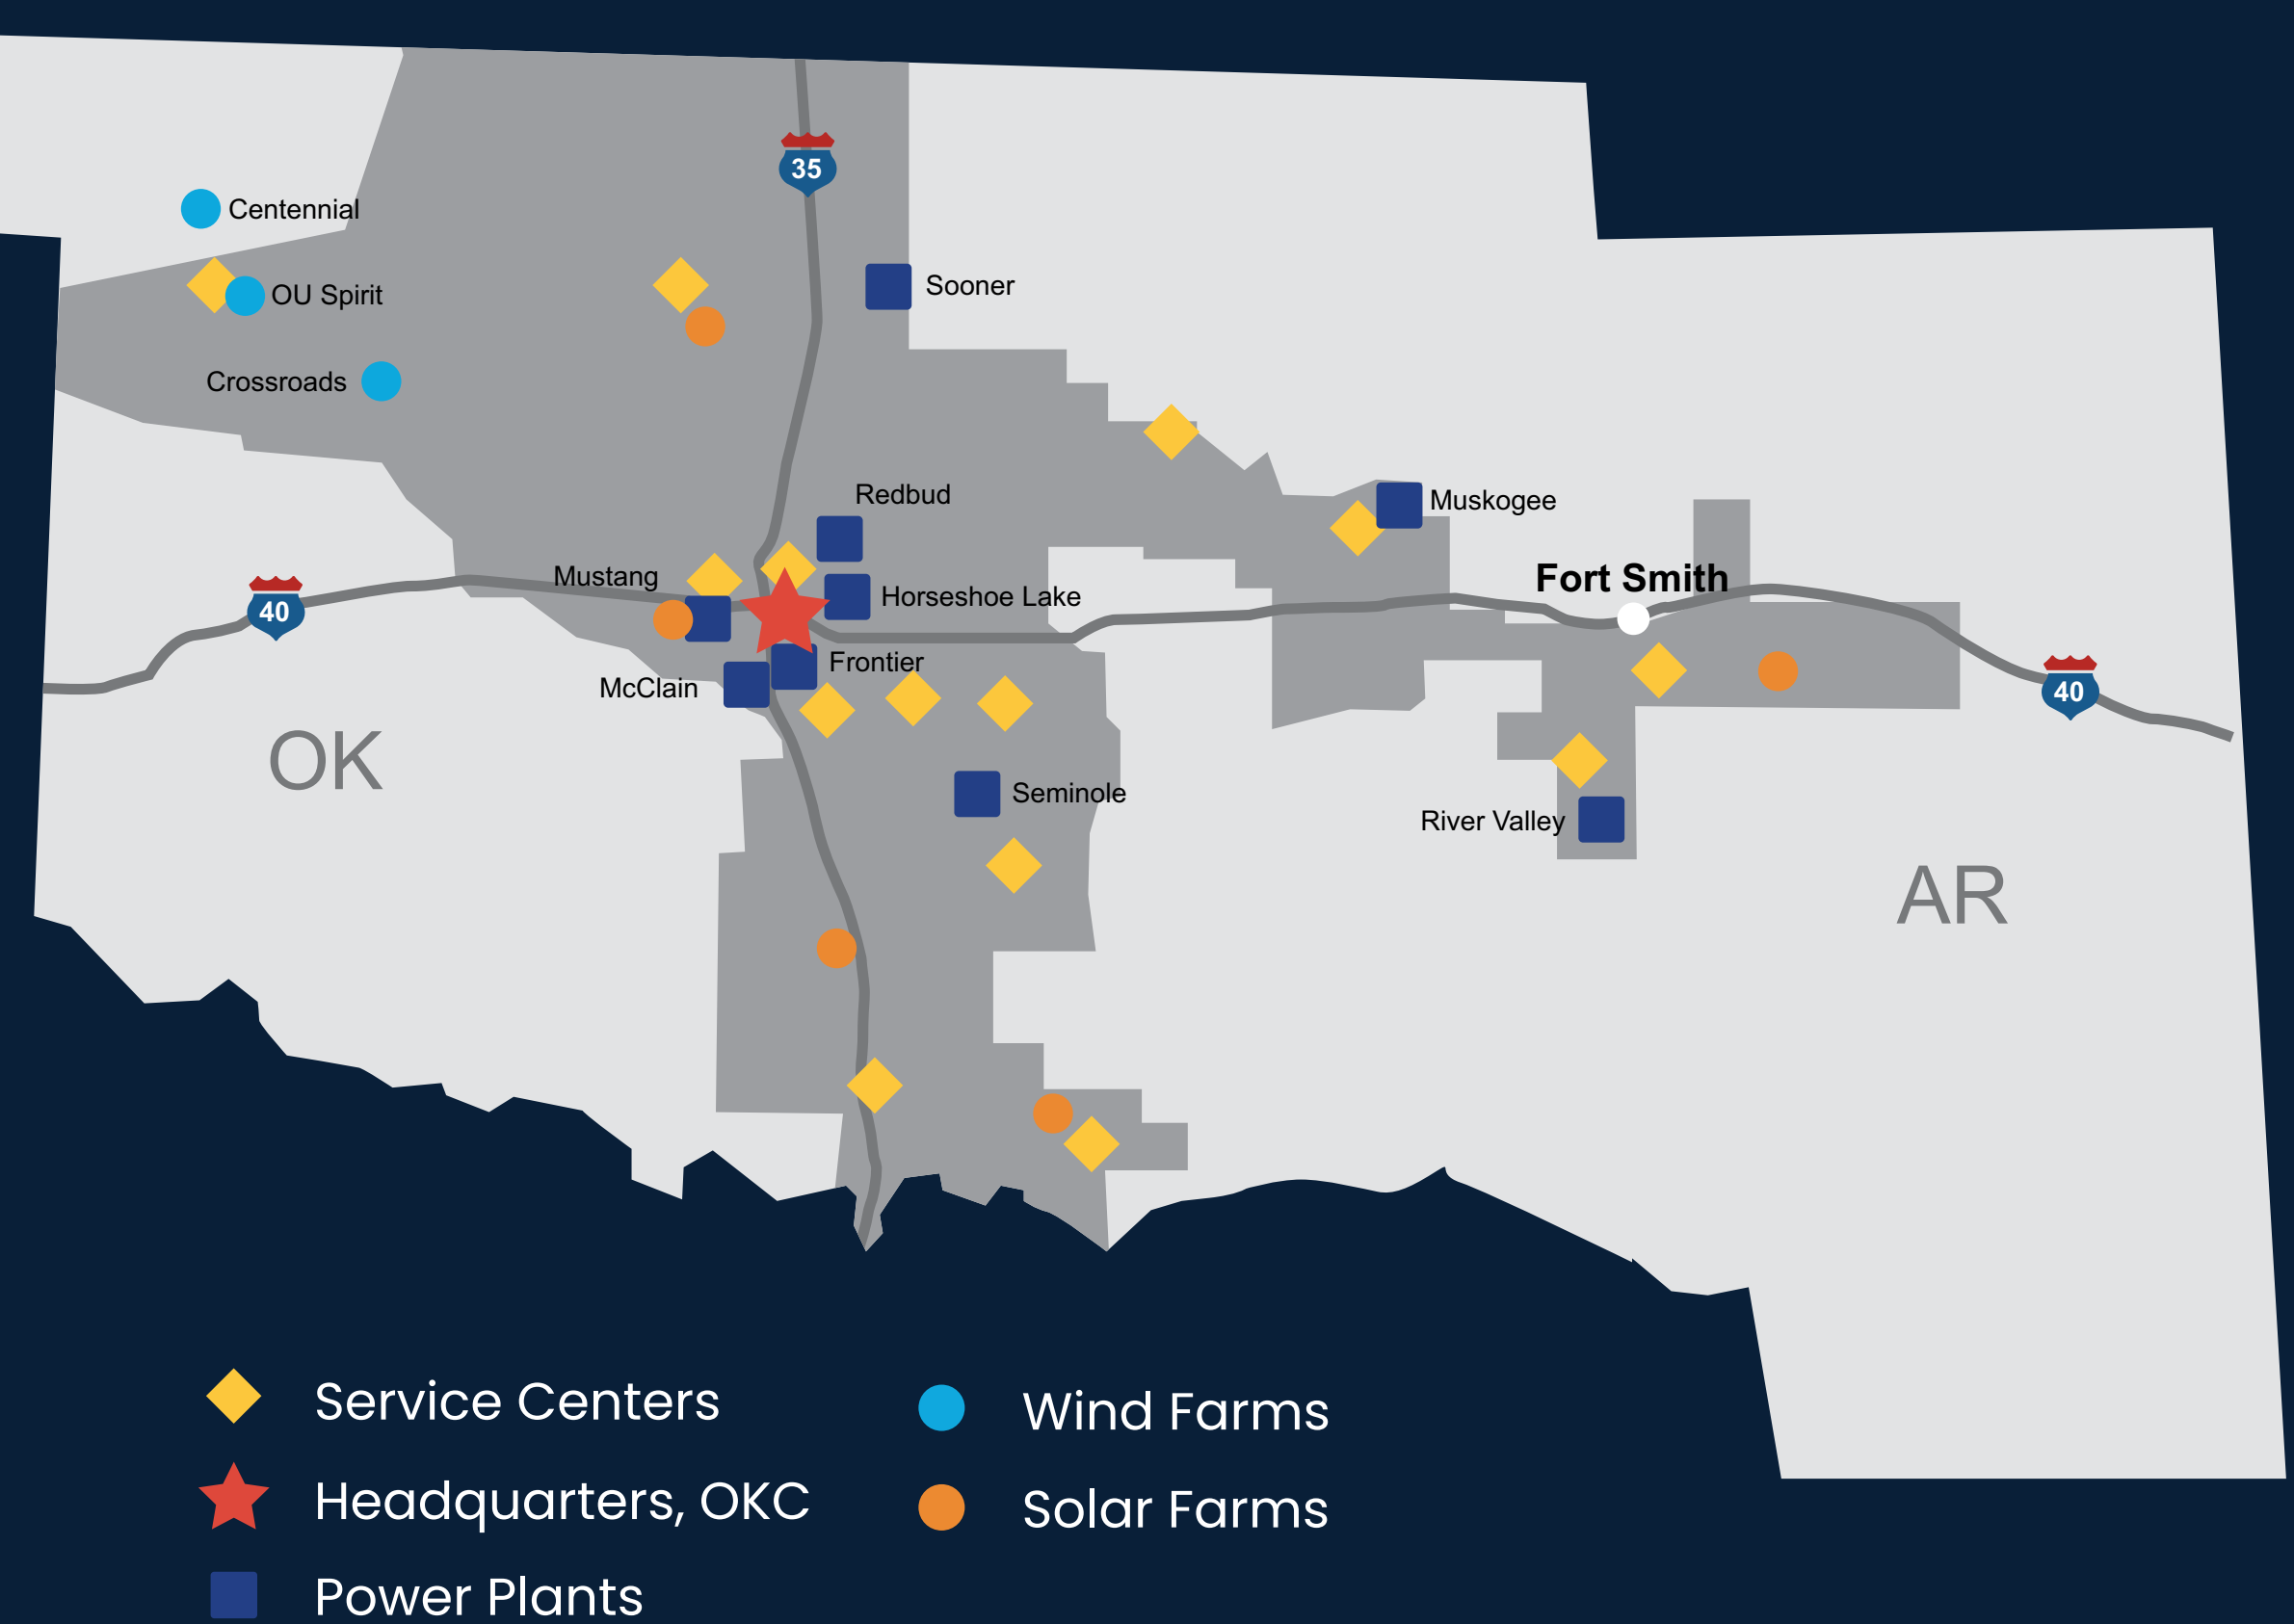 35
Centennial
Sooner
OU Spirit
Crossroads
Redbud
Muskogee
Mustang
Fort Smith
Horseshoe Lake
40
Frontier
McClain
40
OK
Seminole
River Valley
AR
Service Centers
Wind Farms
Headquarters, OKC
Solar Farms
Power Plants